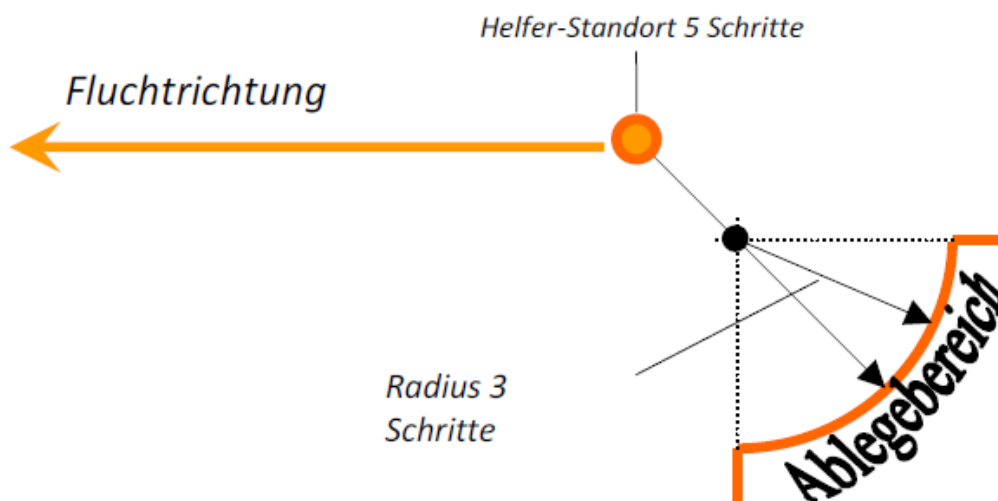 Helfer-Standort 5 Schritte
Fluchtrichtung
Radius 3
Schritte
Ablegebereich